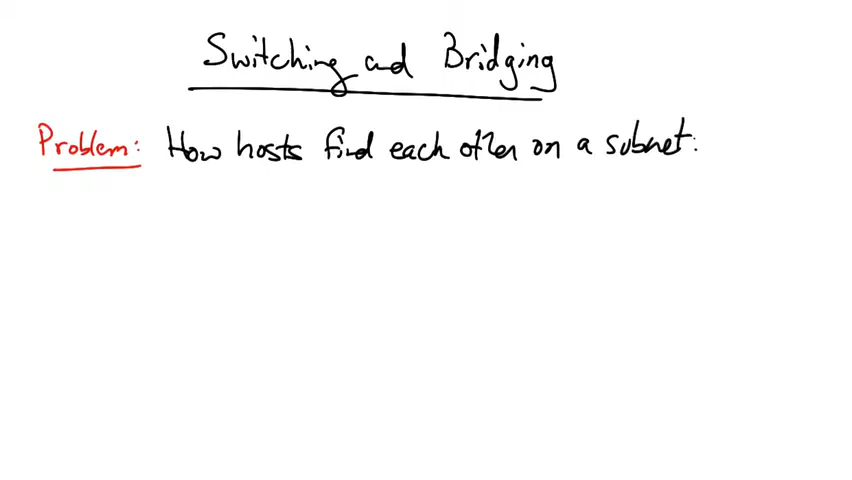 Switching and Bridging
Problem: How hosts find each other on a subnet: